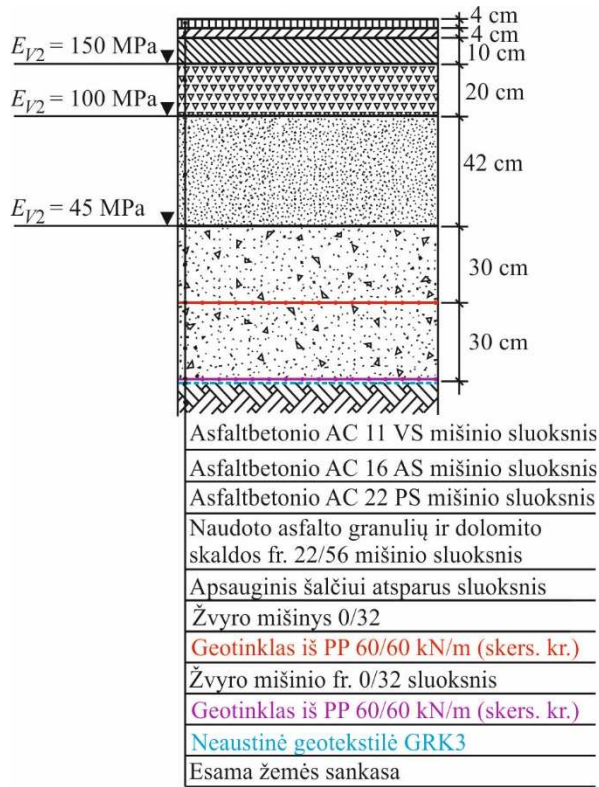 4 cm
4 cm
E_V2 = 150 MPa
10 cm
20 cm
E_V2 = 100 MPa
42 cm
E_V2 = 45 MPa
30 cm
30 cm
Asfaltbetonio AC 11 VS mišinio sluoksnis
Asfaltbetonio AC 16 AS mišinio sluoksnis
Asfaltbetonio AC 22 PS mišinio sluoksnis
Naudoto asfalto granulių ir dolomito
skaldos fr. 22/56 mišinio sluoksnis
Apsauginis šalčiui atsparus sluoksnis
Žvyro mišinys 0/32
Geotinklas iš PP 60/60 kN/m (skers. kr.)
Žvyro mišinio fr. 0/32 sluoksnis
Geotinklas iš PP 60/60 kN/m (skers. kr.)
Neaustinė geotekstilė GRK3
Esama žemės sankasa